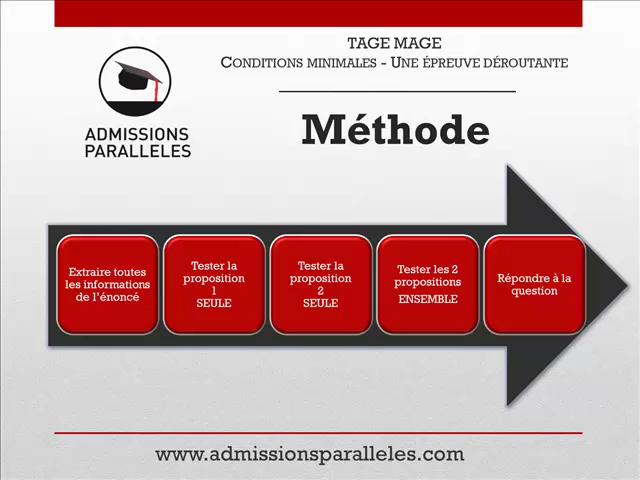 TAGE MAGE
CONDITIONS MINIMALES - UNE ÉPREUVE DÉROUTANTE
ADMISSIONS
PARALLELES
Méthode
Extraire toutes
les informations
de l'énoncé
Tester la
proposition
1
SEULE
Tester la
proposition
2
SEULE
Tester les 2
propositions
ENSEMBLE
Répondre à la
question
www.admissionsparalleles.com